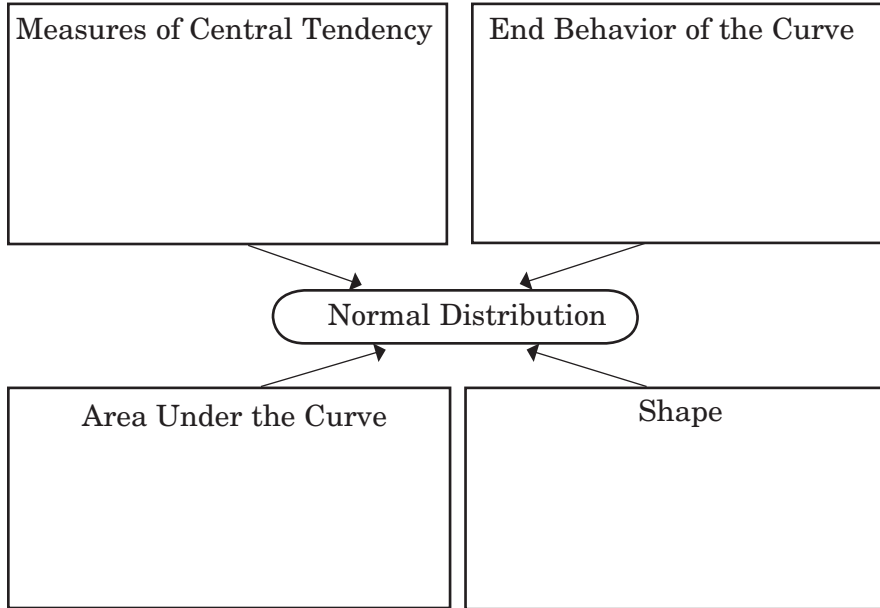 Measures of Central Tendency
End Behavior of the Curve
Normal Distribution
Area Under the Curve
Shape